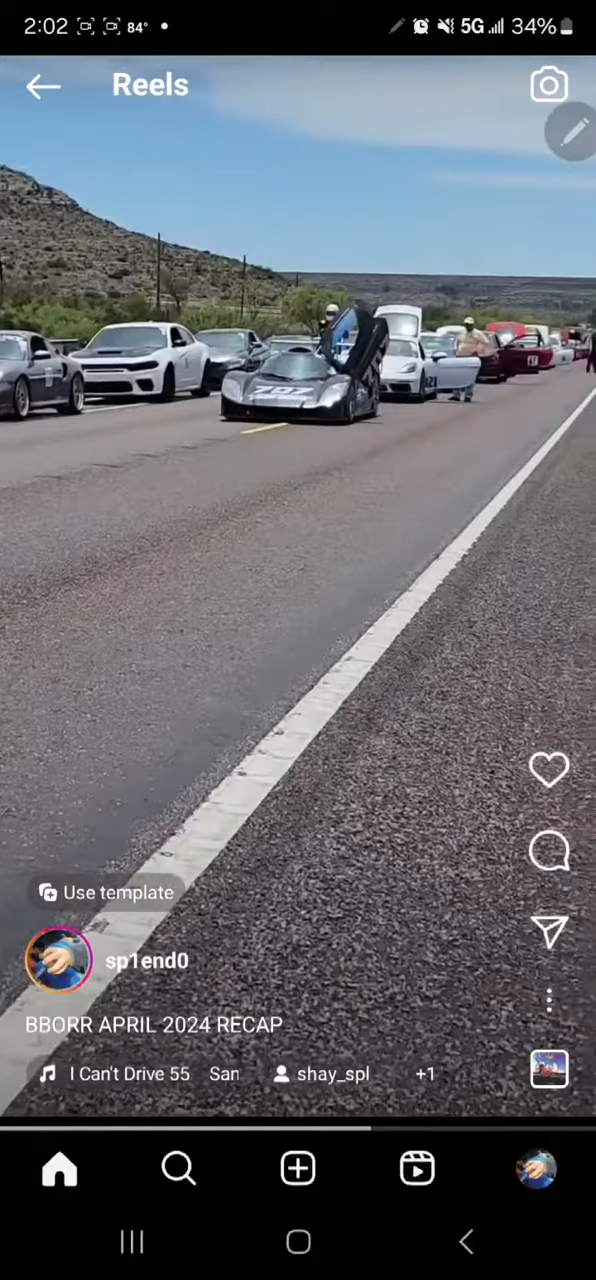 2:02 84° 5G 34%
Reels
707
Use template
sp1end0
BBORR APRIL 2024 RECAP
I Can't Drive 55 San shay_spl +1